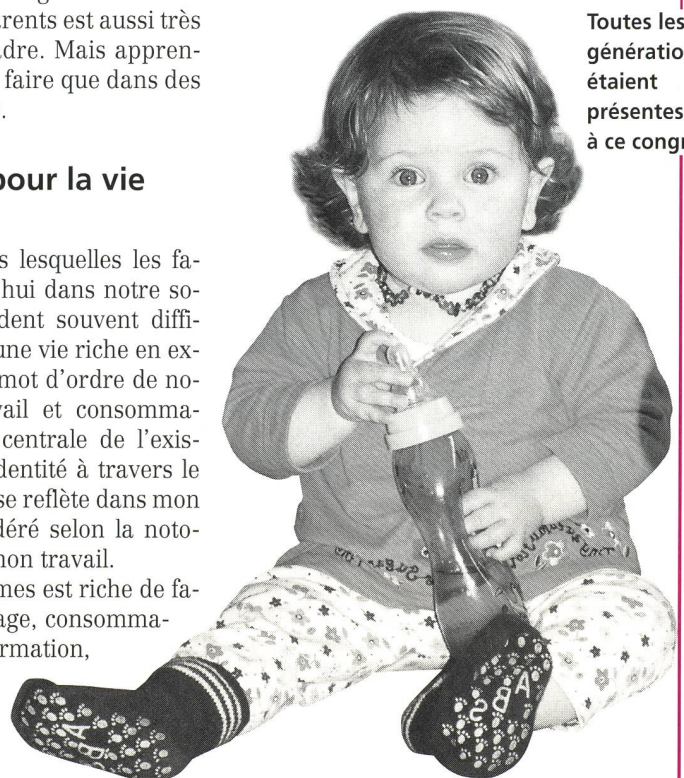 rents est aussi très
dre. Mais appren-
faire que dans des
pour la vie
s lesquelles les fa-
hui dans notre so-
dent souvent diffi-
une vie riche en ex-
mot d'ordre de no-
vail et consomma-
centrale de l'exis-
dentité à travers le
se reflète dans mon
déré selon la noto-
mon travail.
mes est riche de fa-
age, consomma-
rmation,
Toutes les
génératio
étaient
présentes
à ce congr
A
B
A
B
S